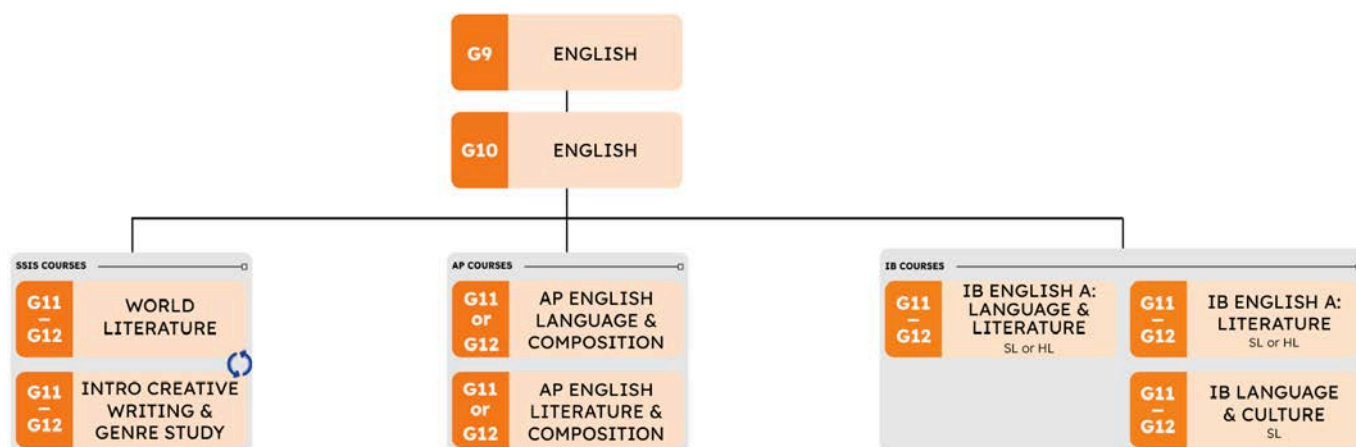 G9
ENGLISH
G10
ENGLISH
SSIS COURSES
G11
–
G12
WORLD
LITERATURE
G11
–
G12
INTRO CREATIVE
WRITING &
GENRE STUDY
AP COURSES
G11
or
G12
AP ENGLISH
LANGUAGE &
COMPOSITION
G11
or
G12
AP ENGLISH
LITERATURE &
COMPOSITION
IB COURSES
G11
–
G12
IB ENGLISH A:
LANGUAGE &
LITERATURE
SL or HL
G11
–
G12
IB ENGLISH A:
LITERATURE
SL or HL
G11
–
G12
IB LANGUAGE
& CULTURE
SL